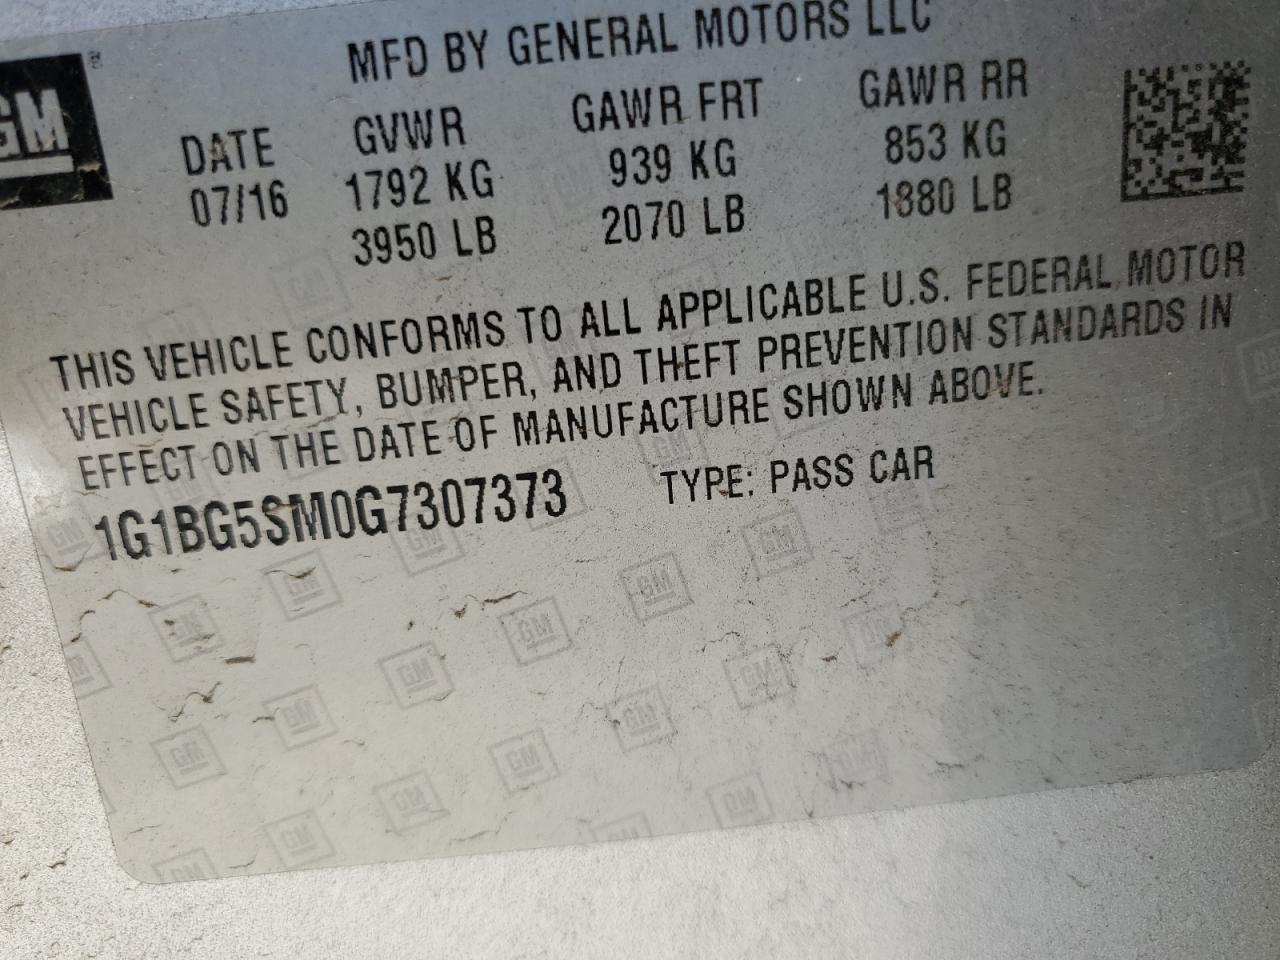 MFD BY GENERAL MOTORS LLC
GM
DATE GVWR GAWR FRT GAWR RR
07/16 1792 KG 939 KG 853 KG
3950 LB 2070 LB 1880 LB
THIS VEHICLE CONFORMS TO ALL APPLICABLE U.S. FEDERAL MOTOR
VEHICLE SAFETY, BUMPER, AND THEFT PREVENTION STANDARDS IN
EFFECT ON THE DATE OF MANUFACTURE SHOWN ABOVE.
1G1BG5SM0G7307373 TYPE: PASS CAR